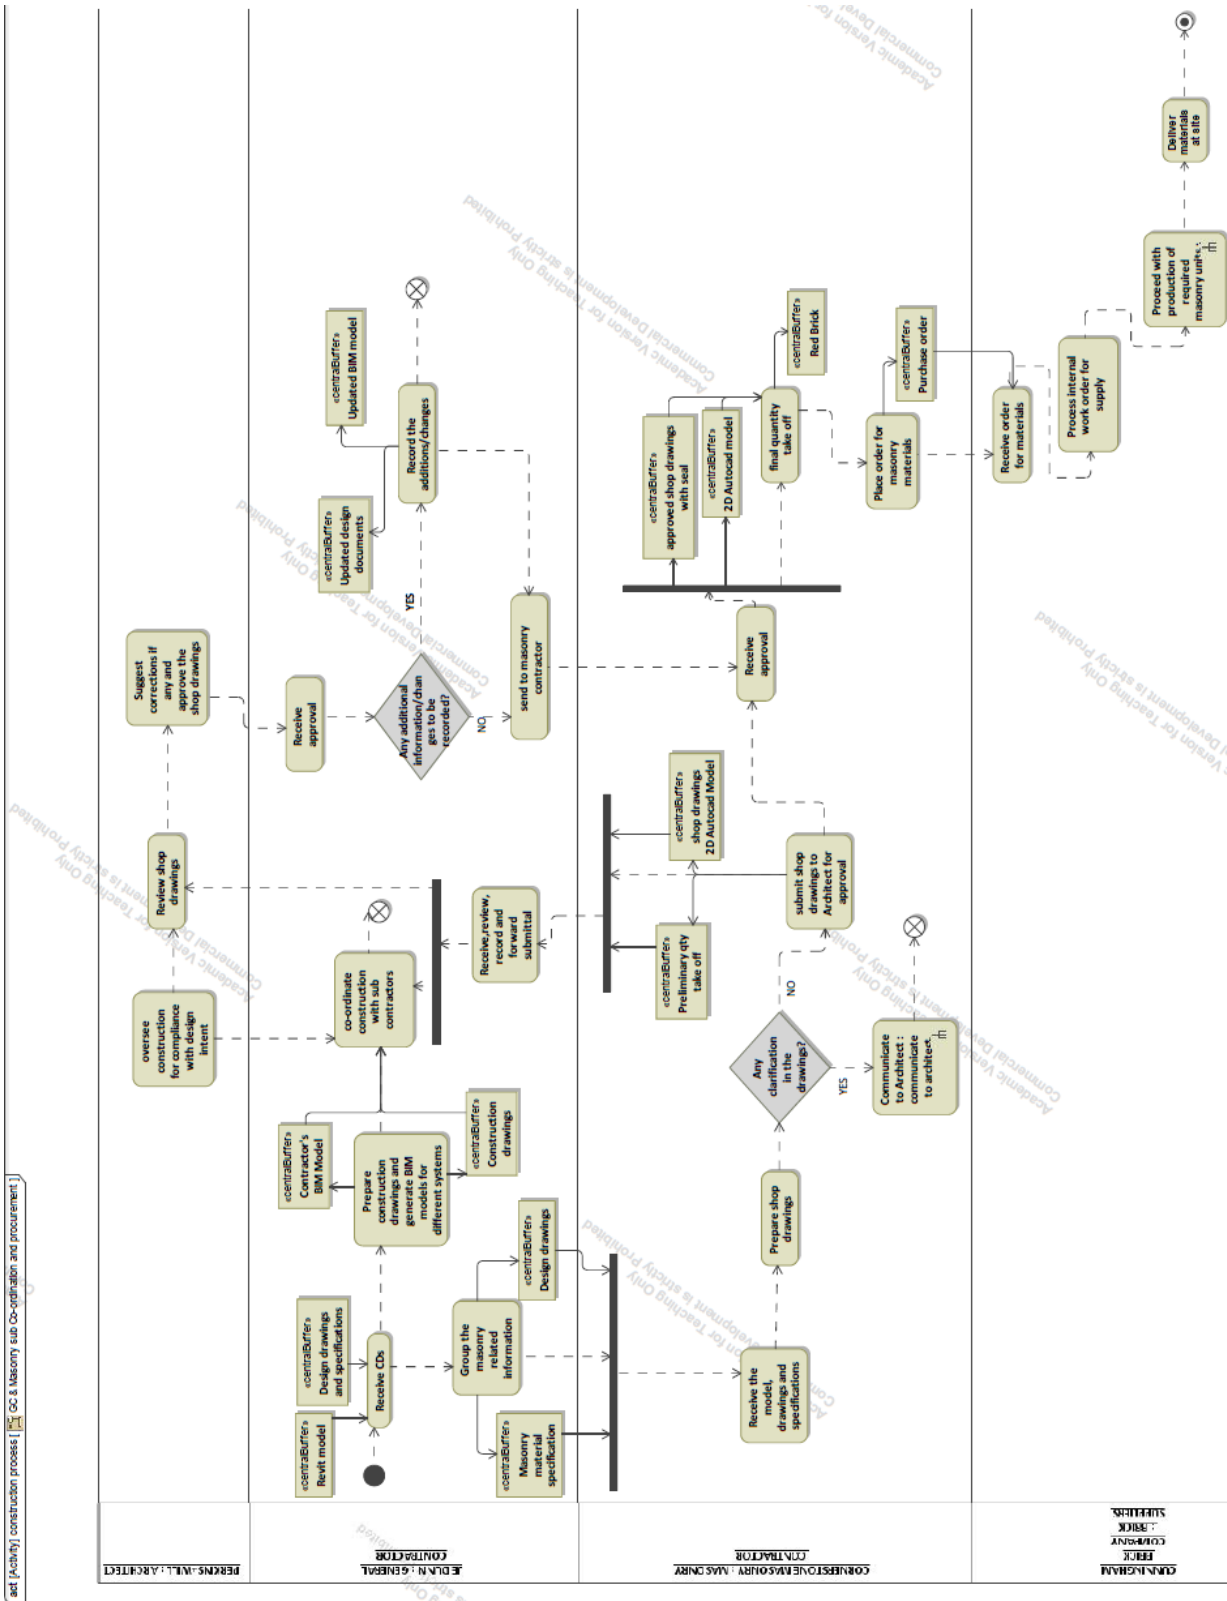 act [Activity] construction process [ GC & Masonry sub Co-ordination and procurement ]
PERKINS+WILL : ARCHITECT
JE DUNN : GENERAL
CONTRACTOR
CORNERSTONE MASONRY : MASONRY
CONTRACTOR
CUNNINGHAM
BRICK
COMPANY
: BRICK
SUPPLIERS
oversee
construction
for compliance
with design
intent
Review shop
drawings
Suggest
corrections if
any and
approve the
shop drawings
«centralBuffer»
Revit model
«centralBuffer»
Design drawings
and specifications
Receive CDs
«centralBuffer»
Contractor's
BIM Model
Prepare
construction
drawings and
generate BIM
models for
different systems
«centralBuffer»
Construction
drawings
co-ordinate
construction
with sub
contractors
Group the
masonry
related
information
«centralBuffer»
Masonry
material
specification
«centralBuffer»
Design drawings
Receive,review,
record and
forward
submittal
Receive
approval
Any additional
information/chan
ges to be
recorded?
YES
NO
«centralBuffer»
Updated design
documents
«centralBuffer»
Updated BIM model
Record the
additions/changes
send to masonry
contractor
Receive the
model,
drawings and
specifications
Prepare shop
drawings
Any
clarification
in the
drawings?
NO
YES
Communicate
to Architect :
communicate
to architect
submit shop
drawings to
Architect for
approval
«centralBuffer»
Preliminary qty
take off
«centralBuffer»
shop drawings
2D Autocad Model
Receive
approval
«centralBuffer»
approved shop drawings
with seal
«centralBuffer»
2D Autocad model
final quantity
take off
«centralBuffer»
Red Brick
Place order for
masonry
materials
«centralBuffer»
Purchase order
Receive order
for materials
Process internal
work order for
supply
Proceed with
production of
required
masonry units
Deliver
materials
at site
Academic Version for Teaching Only
Commercial Development is strictly Prohibited